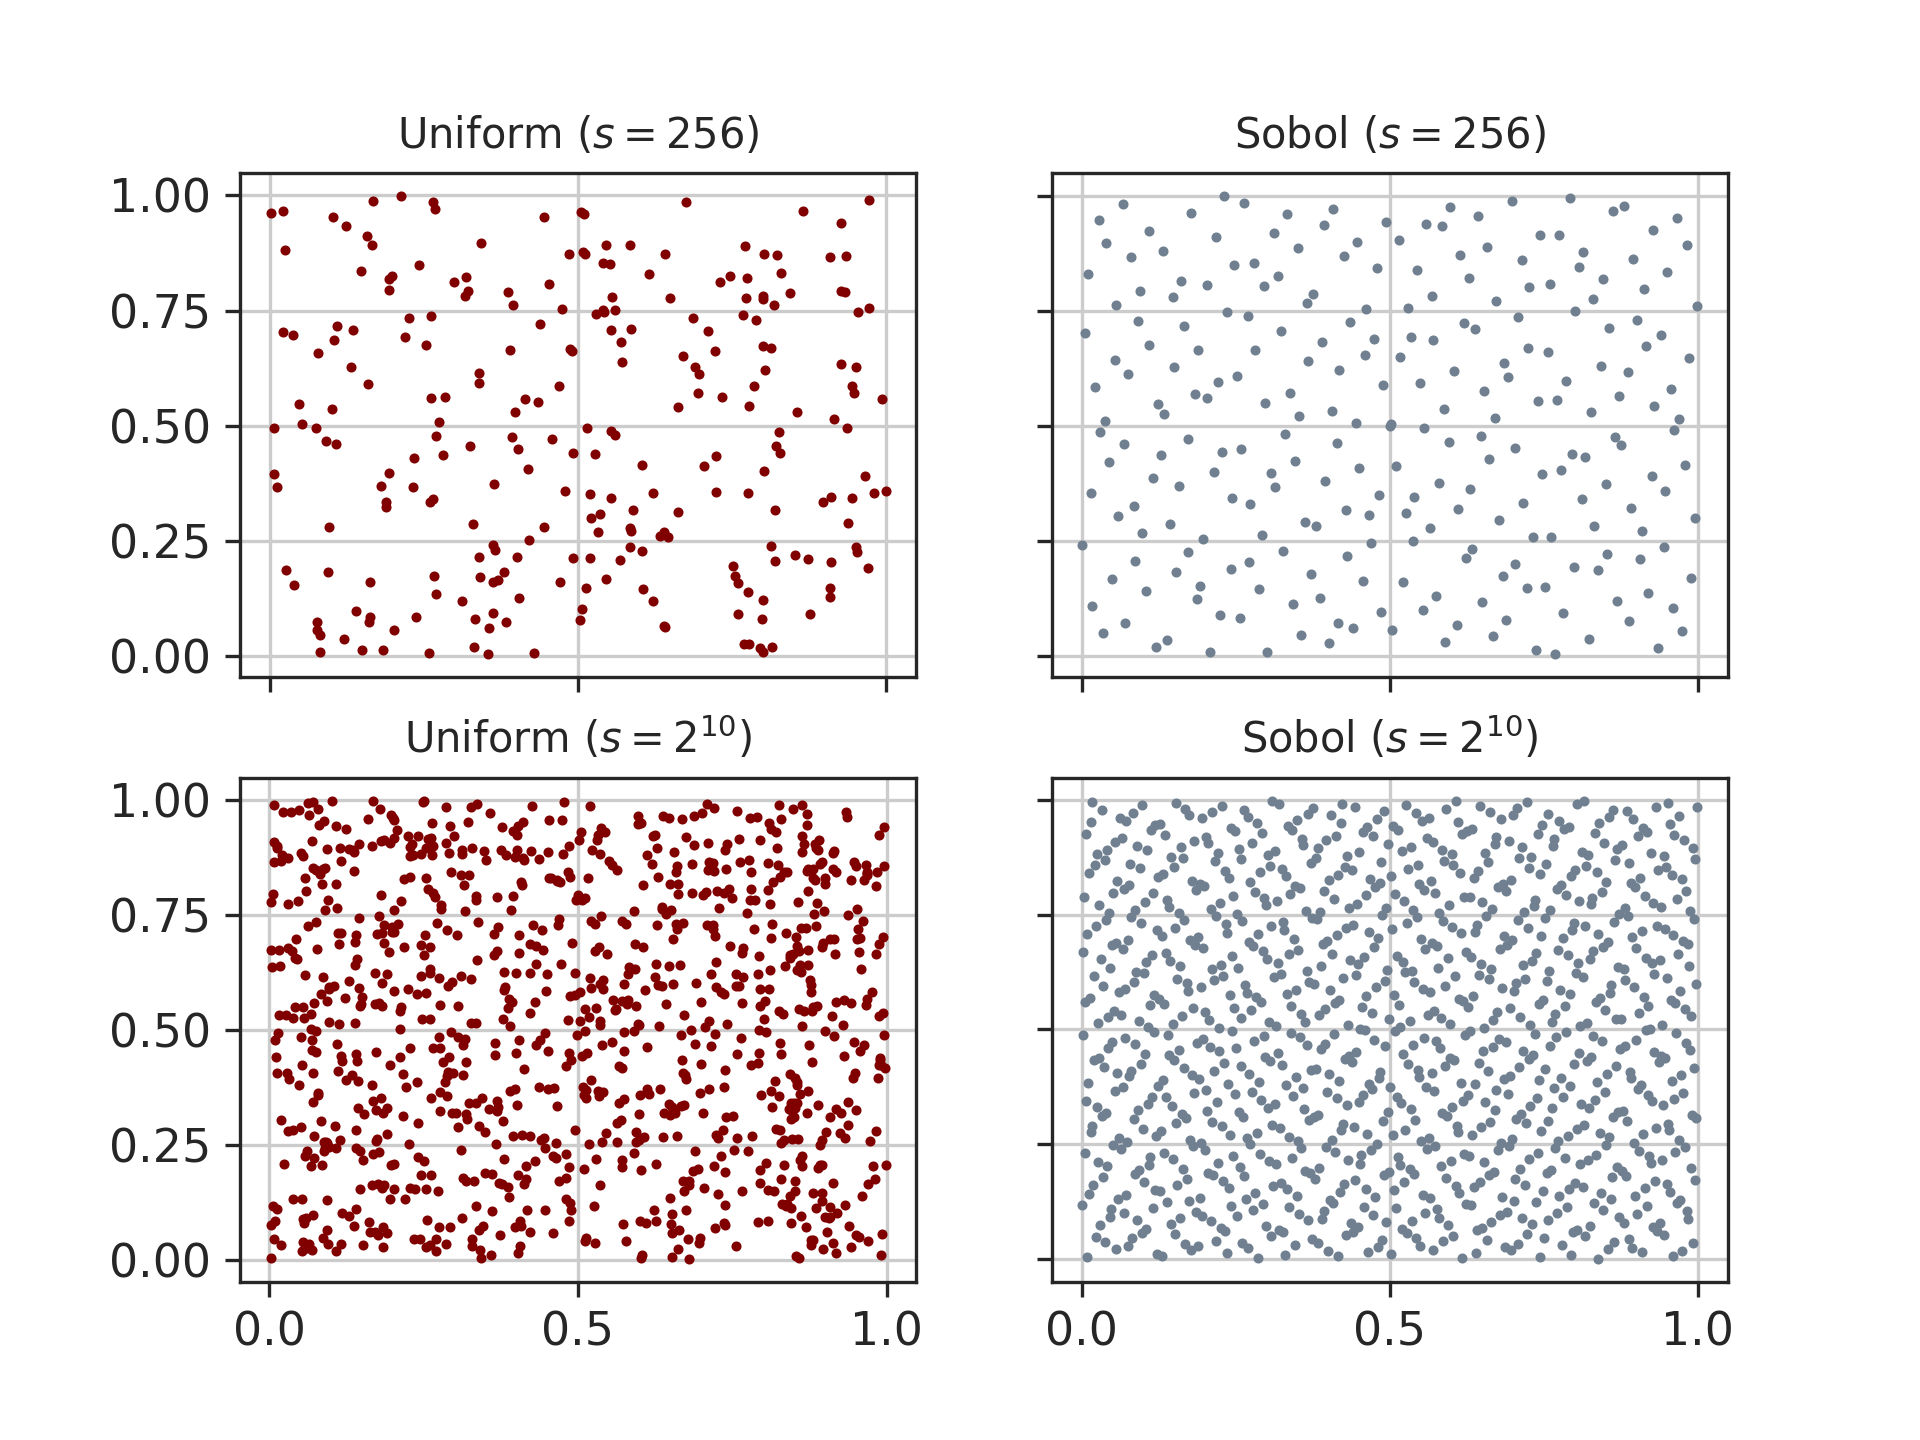 Uniform (s = 256)
Sobol (s = 256)
1.00
0.75
0.50
0.25
0.00
Uniform (s = 2¹⁰)
Sobol (s = 2¹⁰)
1.00
0.75
0.50
0.25
0.00
0.0 0.5 1.0
0.0 0.5 1.0